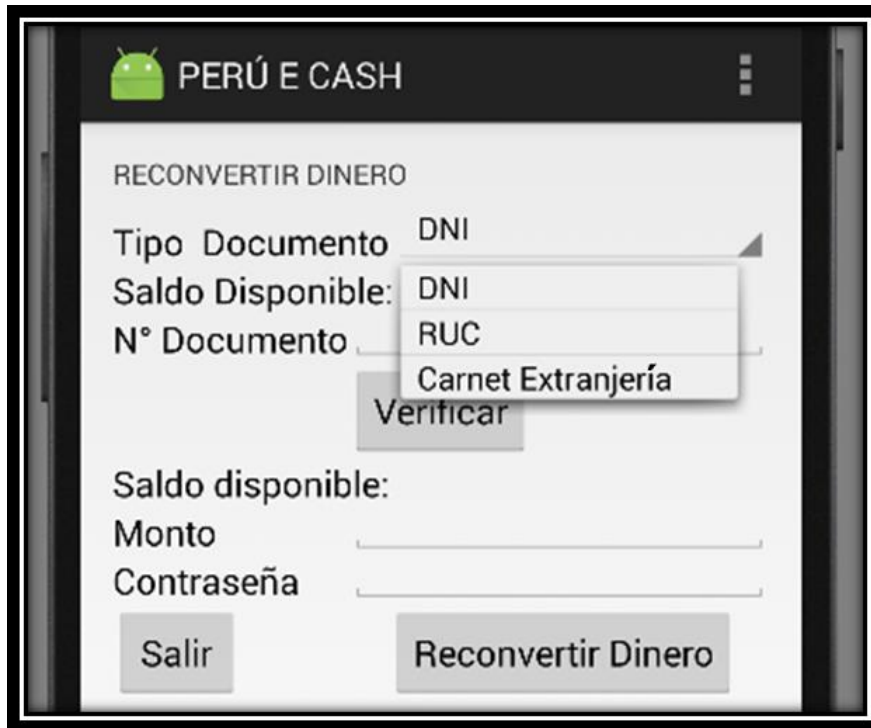 PERÚ E CASH
RECONVERTIR DINERO
Tipo Documento DNI
Saldo Disponible: DNI
RUC
N° Documento
Carnet Extranjería
Verificar
Saldo disponible:
Monto
Contraseña
Salir Reconvertir Dinero